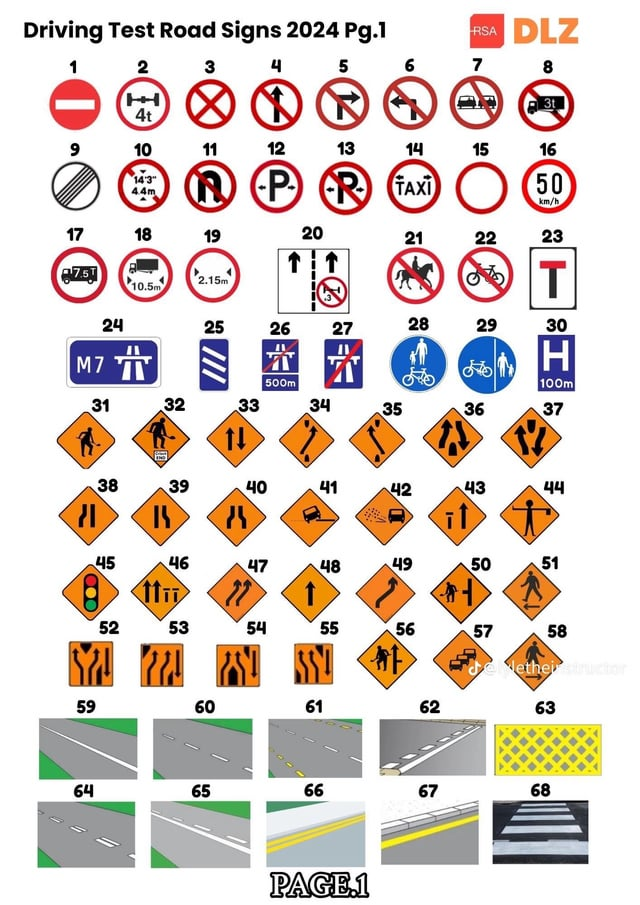 Driving Test Road Signs 2024 Pg.1
RSA DLZ
1 2 3 4 5 6 7 8
4t
3t
9 10 11 12 13 14 15 16
14'3"
4.4m
P
P
TAXI
50
km/h
17 18 19 20 21 22 23
7.5T
10.5m
2.15m
.3
24 25 26 27 28 29 30
M7
500m
H
100m
31 32 33 34 35 36 37
END
38 39 40 41 42 43 44
45 46 47 48 49 50 51
52 53 54 55 56 57 58
59 60 61 62 63
64 65 66 67 68
PAGE.1